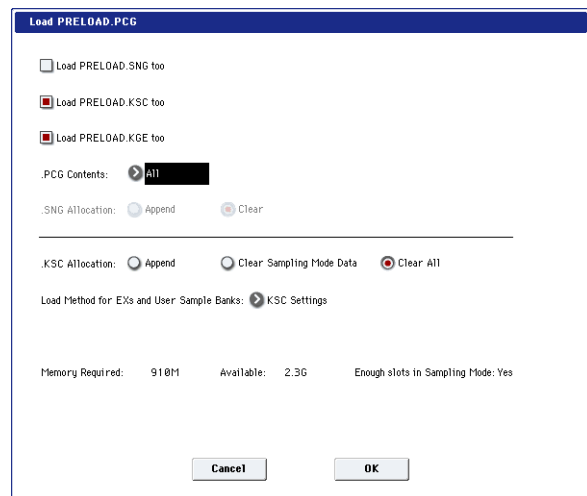 Load PRELOAD.PCG
Load PRELOAD.SNG too
Load PRELOAD.KSC too
Load PRELOAD.KGE too
.PCG Contents: All
.SNG Allocation: Append Clear
.KSC Allocation: Append Clear Sampling Mode Data Clear All
Load Method for EXs and User Sample Banks: KSC Settings
Memory Required: 910M Available: 2.3G Enough slots in Sampling Mode: Yes
Cancel OK